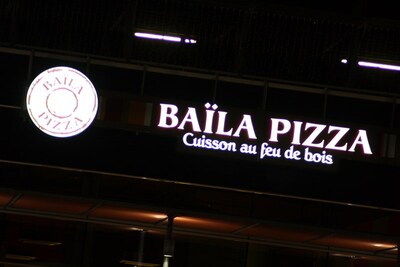 BAÏLA
PIZZA
BAÏLA PIZZA
Cuisson au feu de bois